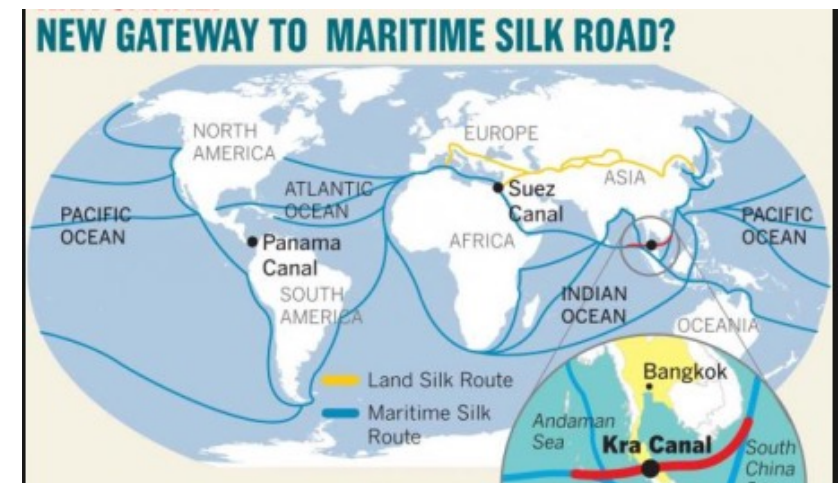 NEW GATEWAY TO MARITIME SILK ROAD?
NORTH
AMERICA
EUROPE
ASIA
ATLANTIC
OCEAN
Suez
Canal
PACIFIC
OCEAN
PACIFIC
OCEAN
Panama
Canal
AFRICA
SOUTH
AMERICA
INDIAN
OCEAN
OCEANIA
Land Silk Route
Maritime Silk
Route
Bangkok
Andaman
Sea
Kra Canal
South
China